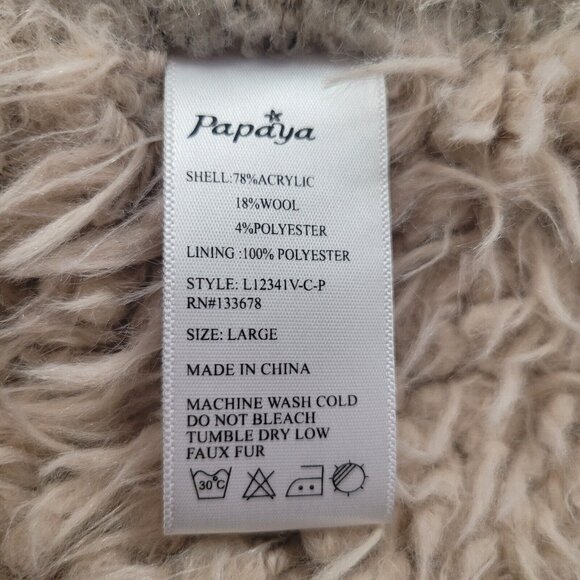 Papaya
SHELL:78%ACRYLIC
18%WOOL
4%POLYESTER
LINING :100% POLYESTER
STYLE: L12341V-C-P
RN#133678
SIZE: LARGE
MADE IN CHINA
MACHINE WASH COLD
DO NOT BLEACH
TUMBLE DRY LOW
FAUX FUR
30°C